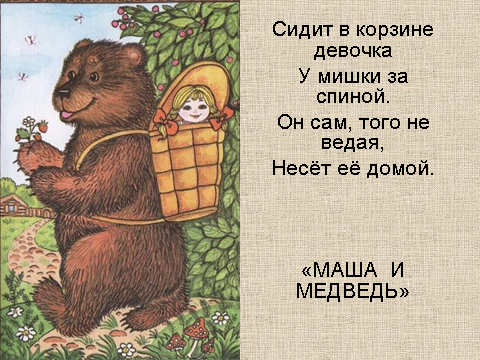 Сидит в корзине
девочка
У мишки за
спиной.
Он сам, того не
ведая,
Несёт её домой.
«МАША И
МЕДВЕДЬ»